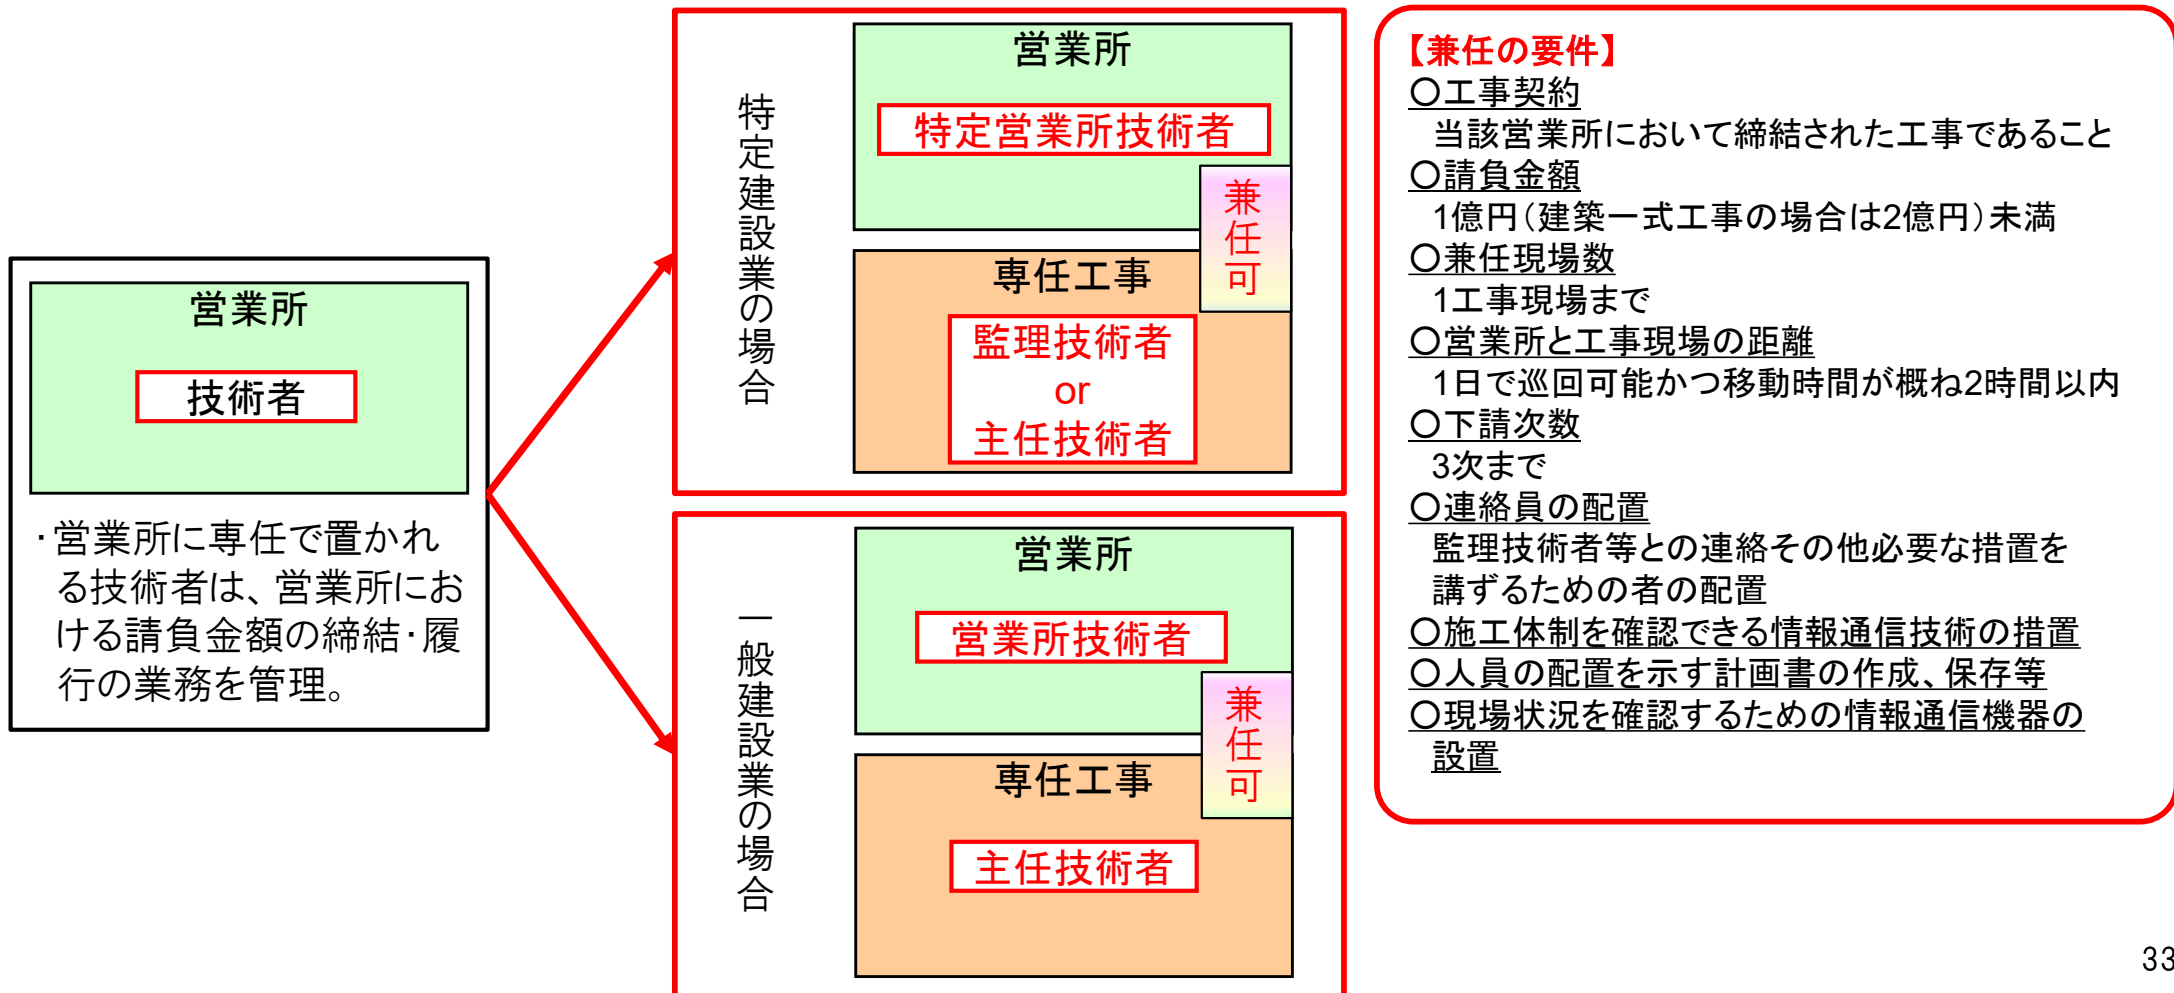 営業所
技術者
・営業所に専任で置かれ
る技術者は、営業所にお
ける請負金額の締結・履
行の業務を管理。
特定建設業の場合
営業所
特定営業所技術者
兼任可
専任工事
監理技術者
or
主任技術者
一般建設業の場合
営業所
営業所技術者
兼任可
専任工事
主任技術者
【兼任の要件】
○工事契約
当該営業所において締結された工事であること
○請負金額
1億円（建築一式工事の場合は2億円）未満
○兼任現場数
1工事現場まで
○営業所と工事現場の距離
1日で巡回可能かつ移動時間が概ね2時間以内
○下請次数
3次まで
○連絡員の配置
監理技術者等との連絡その他必要な措置を
講ずるための者の配置
○施工体制を確認できる情報通信技術の措置
○人員の配置を示す計画書の作成、保存等
○現場状況を確認するための情報通信機器の
設置
33